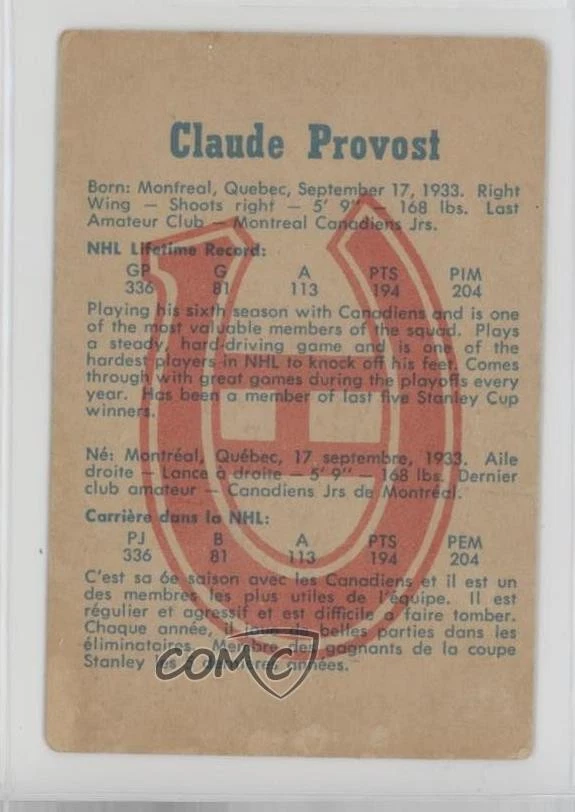 Claude Provost
Born: Montreal, Quebec, September 17, 1933. Right
Wing — Shoots right — 5' 9" — 168 lbs. Last
Amateur Club — Montreal Canadiens Jrs.
NHL Lifetime Record:
GP G A PTS PIM
336 81 113 194 204
Playing his sixth season with Canadiens and is one
of the most valuable members of the squad. Plays
a steady, hard-driving game and is one of the
hardest players in NHL to knock off his feet. Comes
through with great games during the playoffs every
year. Has been a member of last five Stanley Cup
winners.
Né: Montréal, Québec, 17 septembre, 1933. Aile
droite — Lance à droite — 5' 9" — 168 lbs. Dernier
club amateur — Canadiens Jrs de Montréal.
Carrière dans la NHL:
PJ B A PTS PEM
336 81 113 194 204
C'est sa 6e saison avec les Canadiens et il est un
des membres les plus utiles de l'équipe. Il est
régulier et agressif et est difficile a faire tomber.
Chaque année, il joue de belles parties dans les
éliminatoires. Membre des gagnants de la coupe
Stanley les dernières années.
COMC